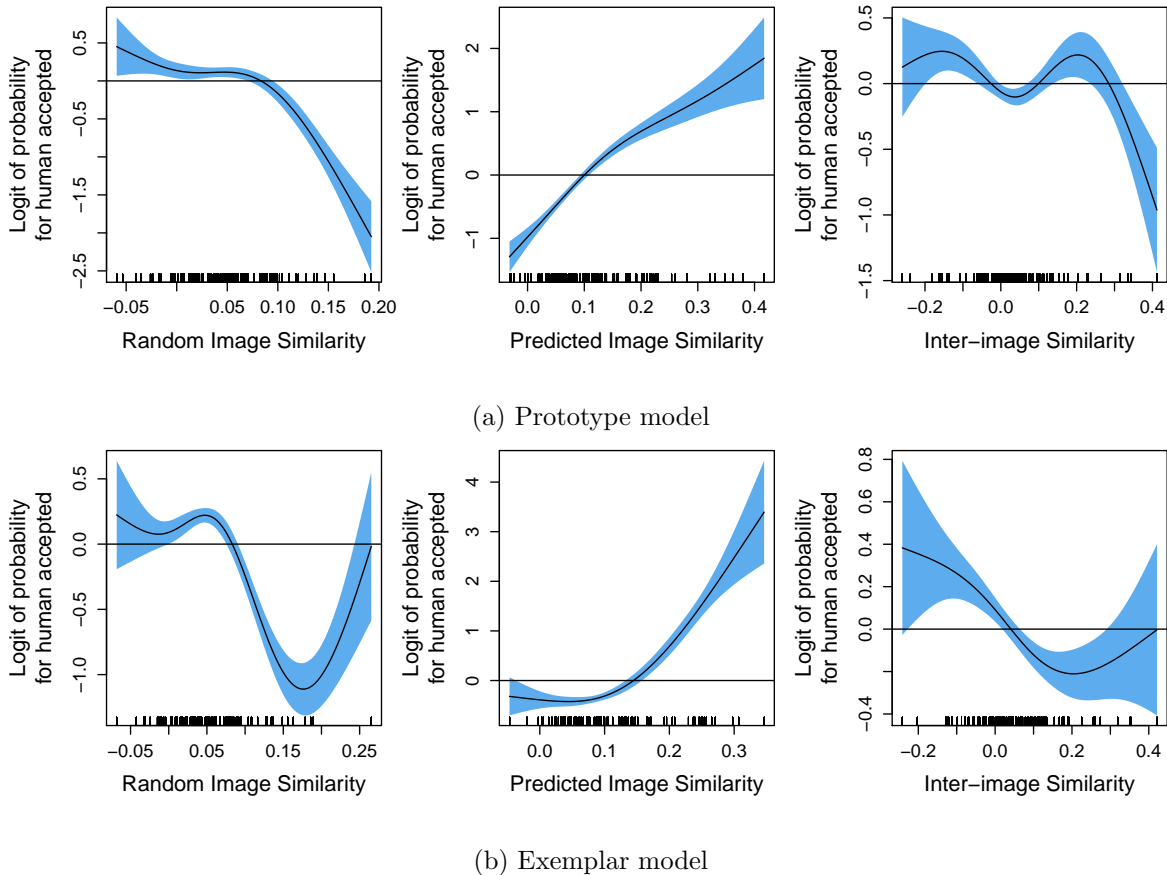 Logit of probability
for human accepted
0.5
−0.5
−1.5
−2.5
−0.05
0.05
0.10
0.15
0.20
Random Image Similarity
Logit of probability
for human accepted
2
1
0
−1
0.0
0.1
0.2
0.3
0.4
Predicted Image Similarity
Logit of probability
for human accepted
0.5
0.0
−0.5
−1.0
−1.5
−0.2
0.0
0.2
0.4
Inter−image Similarity
(a) Prototype model
Logit of probability
for human accepted
0.5
0.0
−0.5
−1.0
−0.05
0.05
0.15
0.25
Random Image Similarity
Logit of probability
for human accepted
4
3
2
1
0
0.0
0.1
0.2
0.3
Predicted Image Similarity
Logit of probability
for human accepted
0.8
0.6
0.4
0.2
0.0
−0.4
−0.2
0.0
0.2
0.4
Inter−image Similarity
(b) Exemplar model